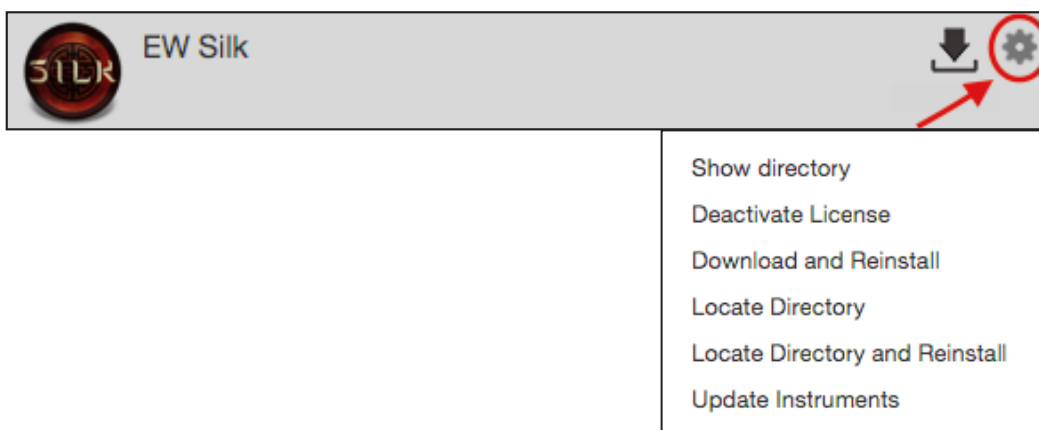 SILK
EW Silk
Show directory
Deactivate License
Download and Reinstall
Locate Directory
Locate Directory and Reinstall
Update Instruments